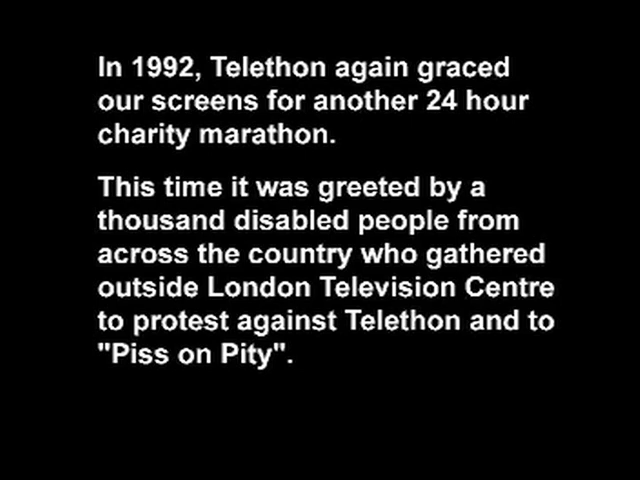 In 1992, Telethon again graced
our screens for another 24 hour
charity marathon.
This time it was greeted by a
thousand disabled people from
across the country who gathered
outside London Television Centre
to protest against Telethon and to
"Piss on Pity".